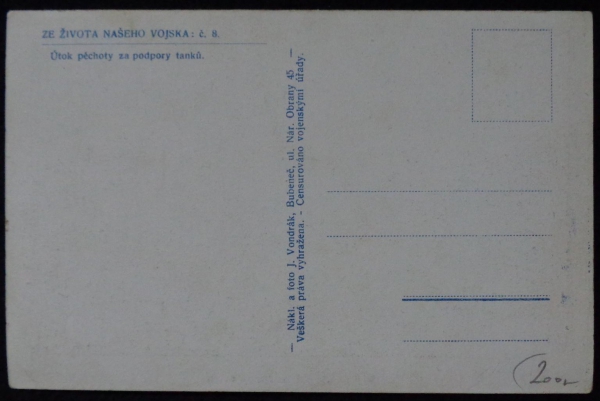 ZE ŽIVOTA NAŠEHO VOJSKA: č. 8.
Útok pěchoty za podpory tanků.
— Nákl. a foto J. Vondrák, Bubeneč, ul. Nár. Obrany 45 —
Veškerá práva vyhražena. - Censurováno vojenskými úřady.